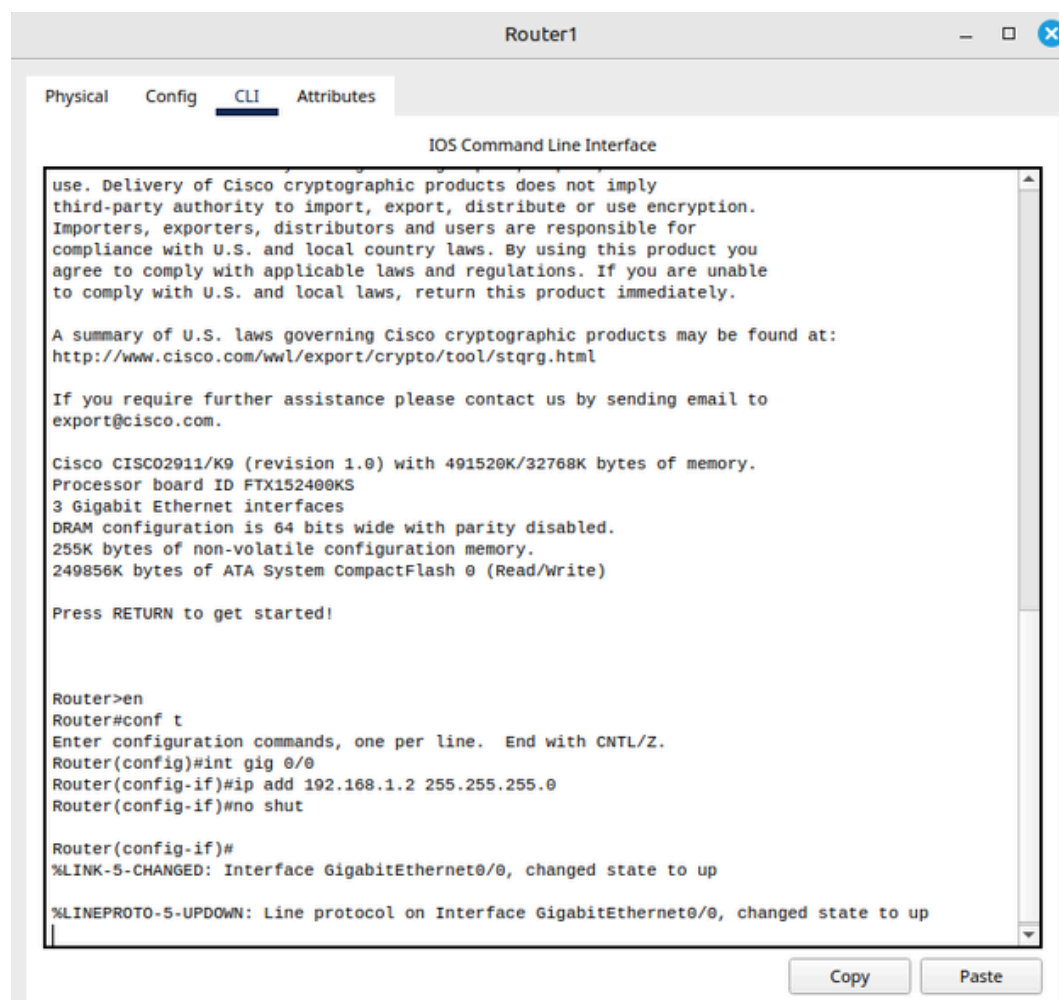 Router1
Physical Config CLI Attributes
IOS Command Line Interface
use. Delivery of Cisco cryptographic products does not imply
third-party authority to import, export, distribute or use encryption.
Importers, exporters, distributors and users are responsible for
compliance with U.S. and local country laws. By using this product you
agree to comply with applicable laws and regulations. If you are unable
to comply with U.S. and local laws, return this product immediately.
A summary of U.S. laws governing Cisco cryptographic products may be found at:
http://www.cisco.com/wwl/export/crypto/tool/stqrg.html
If you require further assistance please contact us by sending email to
export@cisco.com.
Cisco CISCO2911/K9 (revision 1.0) with 491520K/32768K bytes of memory.
Processor board ID FTX152400KS
3 Gigabit Ethernet interfaces
DRAM configuration is 64 bits wide with parity disabled.
255K bytes of non-volatile configuration memory.
249856K bytes of ATA System CompactFlash 0 (Read/Write)
Press RETURN to get started!
Router>en
Router#conf t
Enter configuration commands, one per line.  End with CNTL/Z.
Router(config)#int gig 0/0
Router(config-if)#ip add 192.168.1.2 255.255.255.0
Router(config-if)#no shut
Router(config-if)#
%LINK-5-CHANGED: Interface GigabitEthernet0/0, changed state to up
%LINEPROTO-5-UPDOWN: Line protocol on Interface GigabitEthernet0/0, changed state to up
Copy Paste